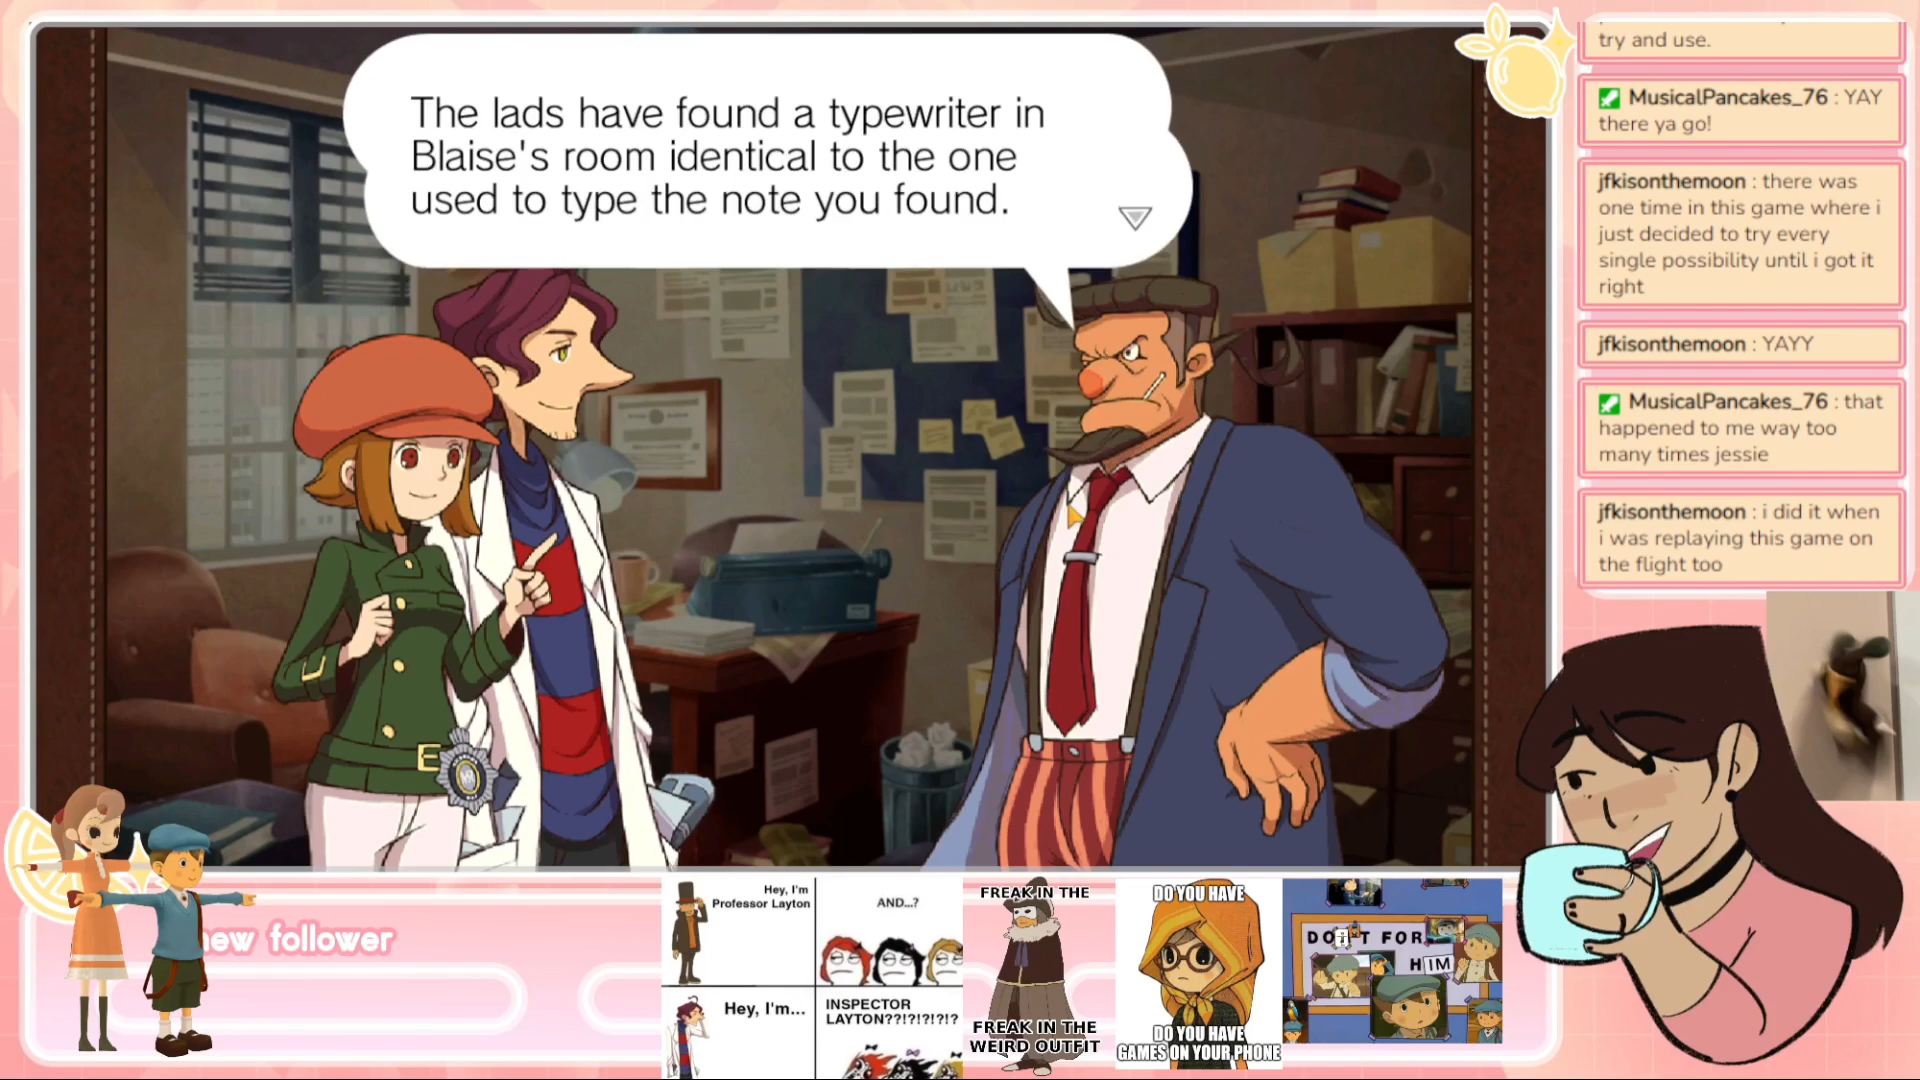 The lads have found a typewriter in
Blaise's room identical to the one
used to type the note you found.
try and use.
MusicalPancakes_76 : YAY
there ya go!
jfkisonthemoon : there was
one time in this game where i
just decided to try every
single possibility until i got it
right
jfkisonthemoon : YAYY
MusicalPancakes_76 : that
happened to me way too
many times jessie
jfkisonthemoon : i did it when
i was replaying this game on
the flight too
new follower
Hey, I'm
Professor Layton
AND...?
Hey, I'm...
INSPECTOR
LAYTON??!?!?!?!?
FREAK IN THE
FREAK IN THE
WEIRD OUTFIT
DO YOU HAVE
DO YOU HAVE
GAMES ON YOUR PHONE
FOR
HIM